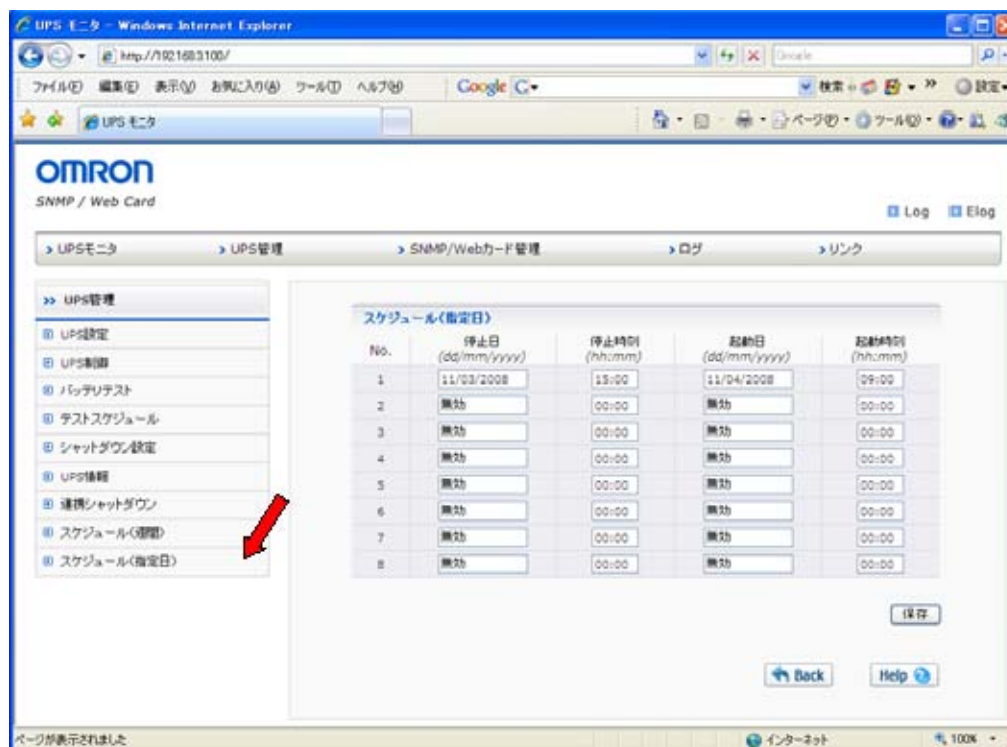 UPS モニタ - Windows Internet Explorer
http://192.168.3.100/
Google
ファイル(F) 編集(E) 表示(V) お気に入り(A) ツール(T) ヘルプ(H) Google G 検索 設定
UPS モニタ ページ(P) ツール(O)
OMRON
SNMP / Web Card
Log Elog
UPSモニタ UPS管理 SNMP/Webカード管理 ログ リンク
UPS管理
UPS設定
UPS制御
バッテリテスト
テストスケジュール
シャットダウン設定
UPS情報
連携シャットダウン
スケジュール(週間)
スケジュール(指定日)
スケジュール(指定日)
No. 停止日 (dd/mm/yyyy) 停止時刻 (hh:mm) 起動日 (dd/mm/yyyy) 起動時刻 (hh:mm)
1 11/03/2008 15:00 11/04/2008 09:00
2 無効 00:00 無効 00:00
3 無効 00:00 無効 00:00
4 無効 00:00 無効 00:00
5 無効 00:00 無効 00:00
6 無効 00:00 無効 00:00
7 無効 00:00 無効 00:00
8 無効 00:00 無効 00:00
保存
Back Help
ページが表示されました インターネット 100%